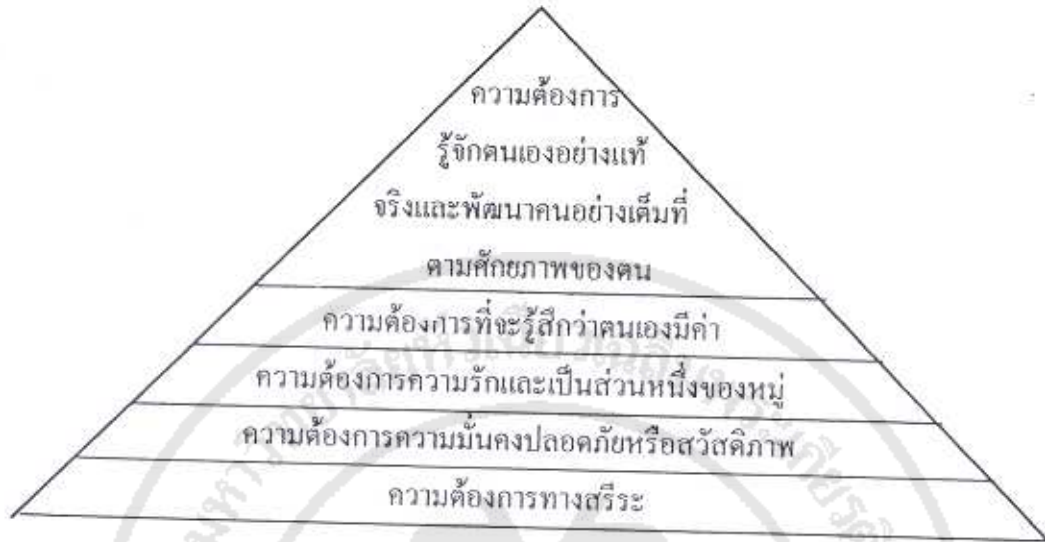 ความต้องการ
รู้จักตนเองอย่างแท้
จริงและพัฒนาตนอย่างเต็มที่
ตามศักยภาพของตน
ความต้องการที่จะรู้สึกว่าตนเองมีค่า
ความต้องการความรักและเป็นส่วนหนึ่งของหมู่
ความต้องการความมั่นคงปลอดภัยหรือสวัสดิภาพ
ความต้องการทางสรีระ